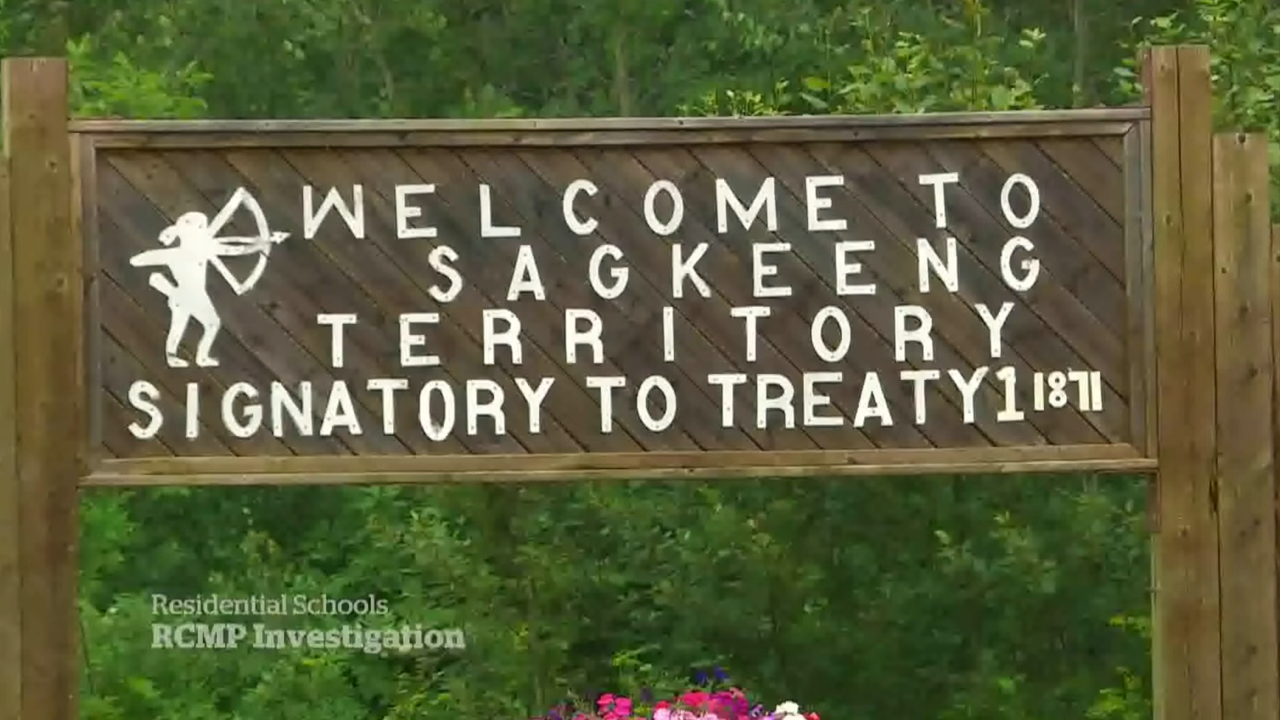 WELCOME TO
SAGKEENG
TERRITORY
SIGNATORY TO TREATY 1 1871
Residential Schools
RCMP Investigation